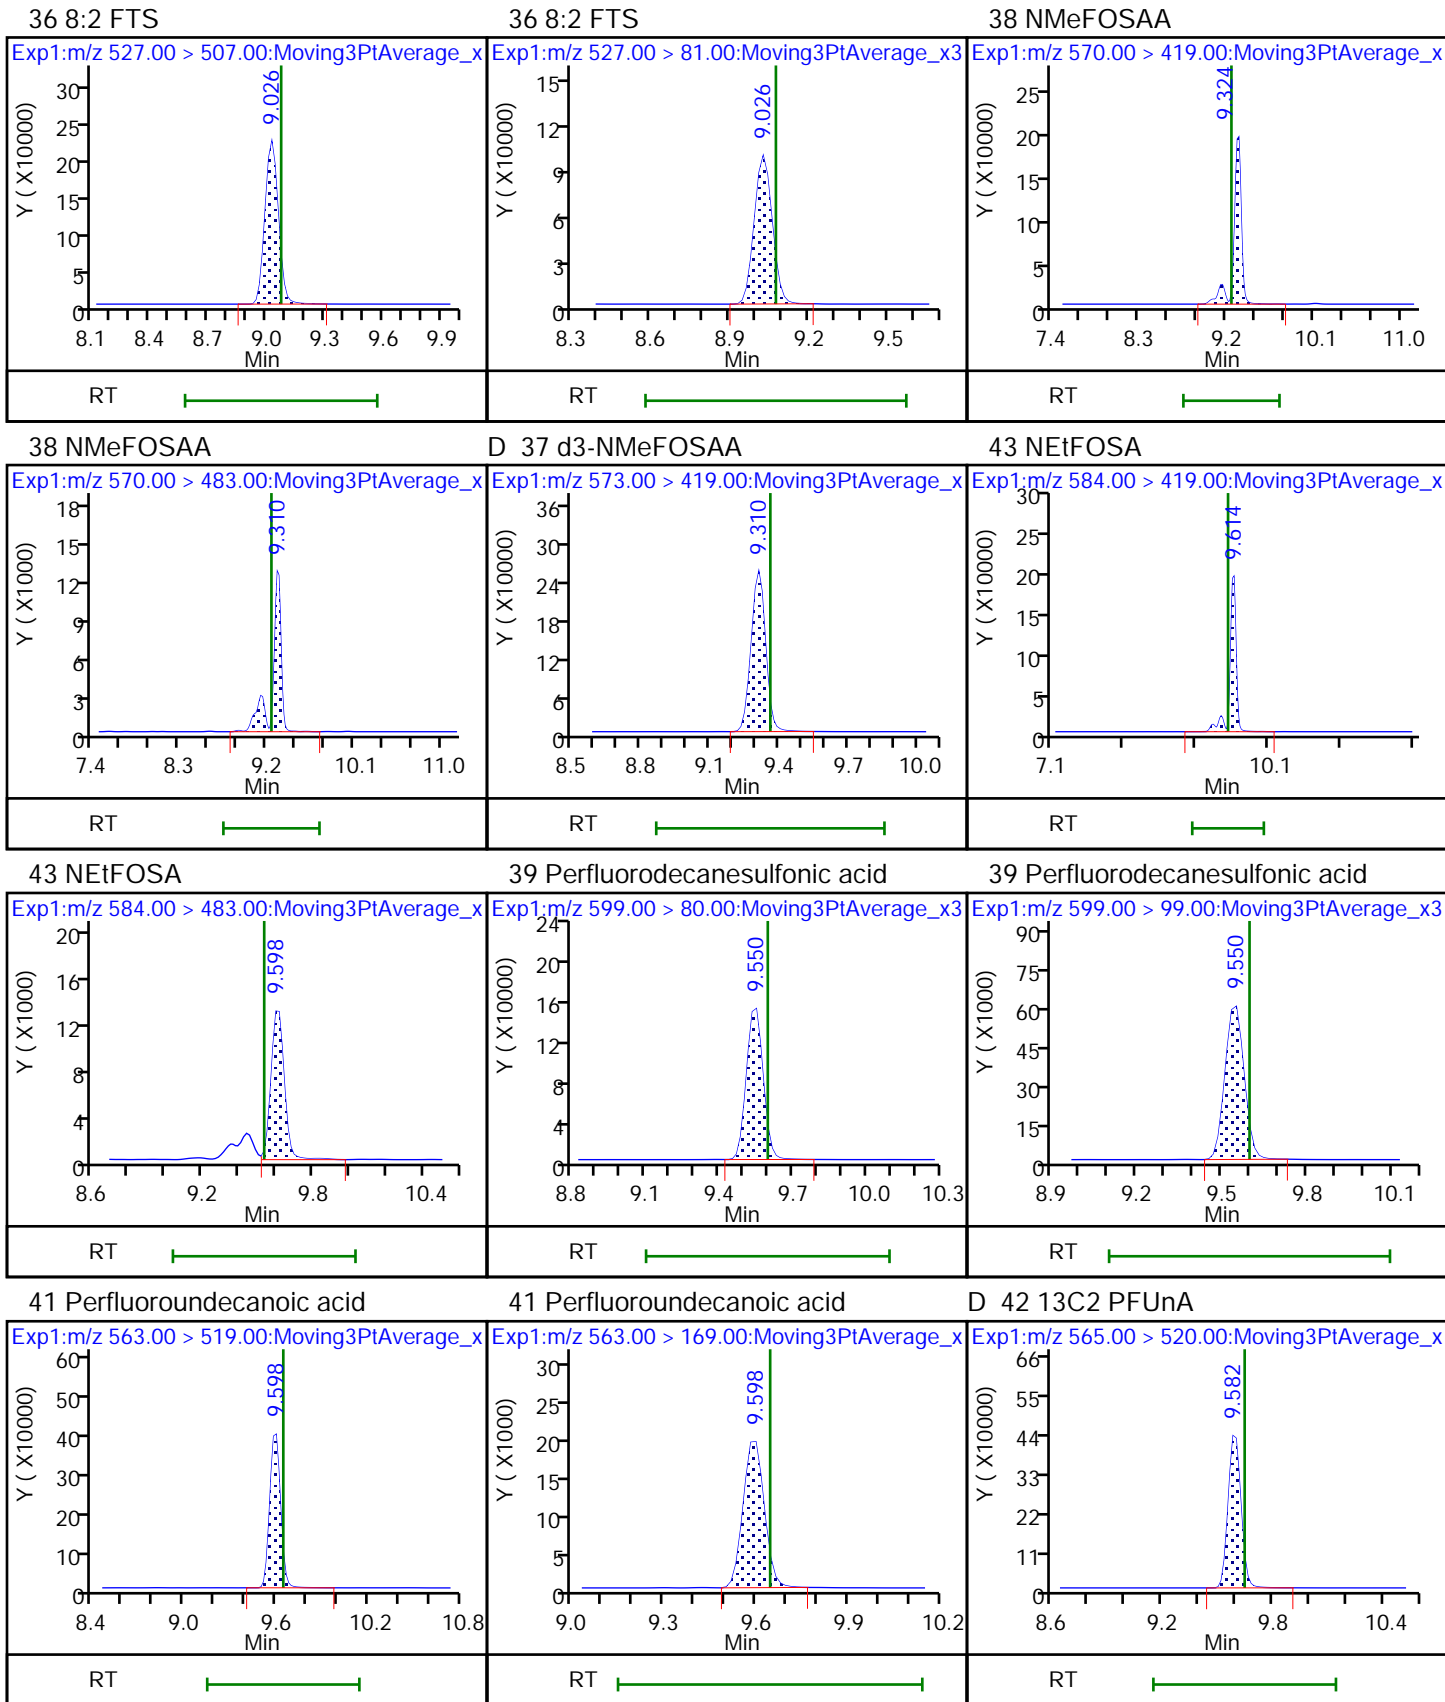 36 8:2 FTS
Exp1:m/z 527.00 > 507.00:Moving3PtAverage_x
Y ( X10000)
30
25
20
15
10
5
0
9.026
8.1 8.4 8.7 9.0 9.3 9.6 9.9
Min
RT
36 8:2 FTS
Exp1:m/z 527.00 > 81.00:Moving3PtAverage_x3
Y ( X10000)
15
12
9
6
3
0
9.026
8.3 8.6 8.9 9.2 9.5
Min
RT
38 NMeFOSAA
Exp1:m/z 570.00 > 419.00:Moving3PtAverage_x
Y ( X10000)
25
20
15
10
5
0
9.324
7.4 8.3 9.2 10.1 11.0
Min
RT
38 NMeFOSAA
Exp1:m/z 570.00 > 483.00:Moving3PtAverage_x
Y ( X10000)
18
15
12
9
6
3
0
9.310
7.4 8.3 9.2 10.1 11.0
Min
RT
D 37 d3-NMeFOSAA
Exp1:m/z 573.00 > 419.00:Moving3PtAverage_x
Y ( X10000)
36
30
24
18
12
6
0
9.310
8.5 8.8 9.1 9.4 9.7 10.0
Min
RT
43 NEtFOSA
Exp1:m/z 584.00 > 419.00:Moving3PtAverage_x
Y ( X10000)
30
25
20
15
10
5
0
9.614
7.1 10.1
Min
RT
43 NEtFOSA
Exp1:m/z 584.00 > 483.00:Moving3PtAverage_x
Y ( X1000)
20
16
12
8
4
0
9.598
8.6 9.2 9.8 10.4
Min
RT
39 Perfluorodecanesulfonic acid
Exp1:m/z 599.00 > 80.00:Moving3PtAverage_x3
Y ( X10000)
24
20
16
12
8
4
0
9.550
8.8 9.1 9.4 9.7 10.0 10.3
Min
RT
39 Perfluorodecanesulfonic acid
Exp1:m/z 599.00 > 99.00:Moving3PtAverage_x3
Y ( X1000)
90
75
60
45
30
15
0
9.550
8.9 9.2 9.5 9.8 10.1
Min
RT
41 Perfluoroundecanoic acid
Exp1:m/z 563.00 > 519.00:Moving3PtAverage_x
Y ( X10000)
60
50
40
30
20
10
0
9.598
8.4 9.0 9.6 10.2 10.8
Min
RT
41 Perfluoroundecanoic acid
Exp1:m/z 563.00 > 169.00:Moving3PtAverage_x
Y ( X1000)
30
25
20
15
10
5
0
9.598
9.0 9.3 9.6 9.9 10.2
Min
RT
D 42 13C2 PFUnA
Exp1:m/z 565.00 > 520.00:Moving3PtAverage_x
Y ( X10000)
66
55
44
33
22
11
0
9.582
8.6 9.2 9.8 10.4
Min
RT